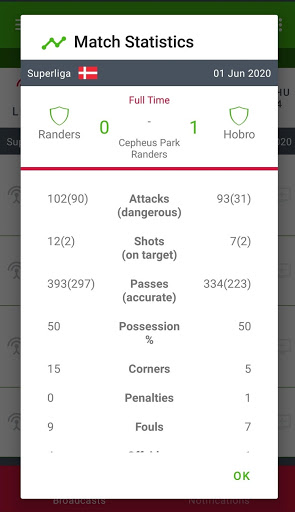 Match Statistics
Superliga 01 Jun 2020
Full Time
Randers 0 - 1 Hobro
Cepheus Park
Randers
102(90) Attacks 93(31)
(dangerous)
12(2) Shots 7(2)
(on target)
393(297) Passes 334(223)
(accurate)
50 Possession 50
%
15 Corners 5
0 Penalties 1
9 Fouls 7
OK
Broadcasts Notifications